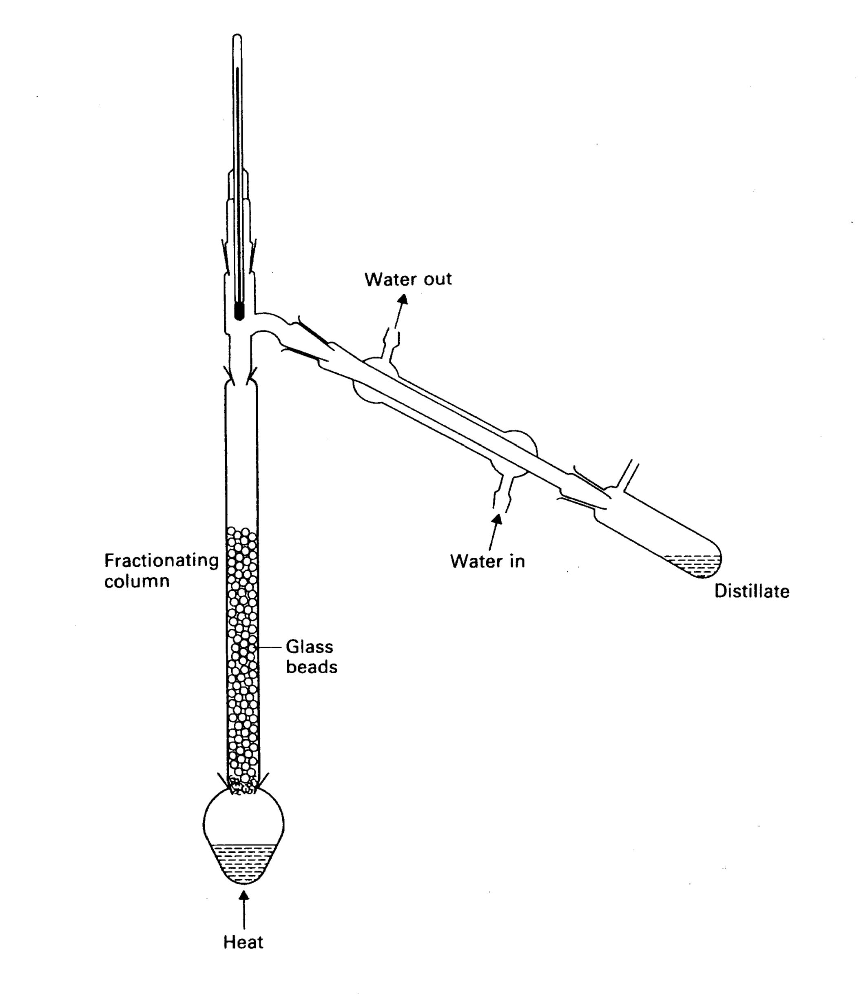 Water out
Water in
Fractionating
column
Distillate
Glass
beads
Heat